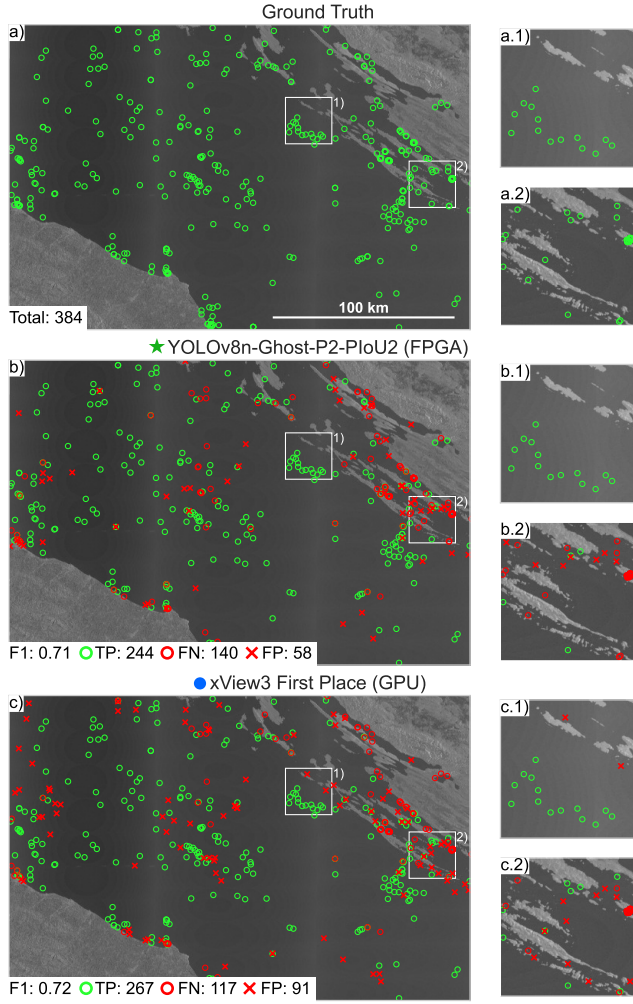 Ground Truth
a)
1)
2)
Total: 384
100 km
a.1)
a.2)
★ YOLOv8n-Ghost-P2-PIoU2 (FPGA)
b)
1)
2)
F1: 0.71 TP: 244 FN: 140 FP: 58
b.1)
b.2)
xView3 First Place (GPU)
c)
1)
2)
F1: 0.72 TP: 267 FN: 117 FP: 91
c.1)
c.2)